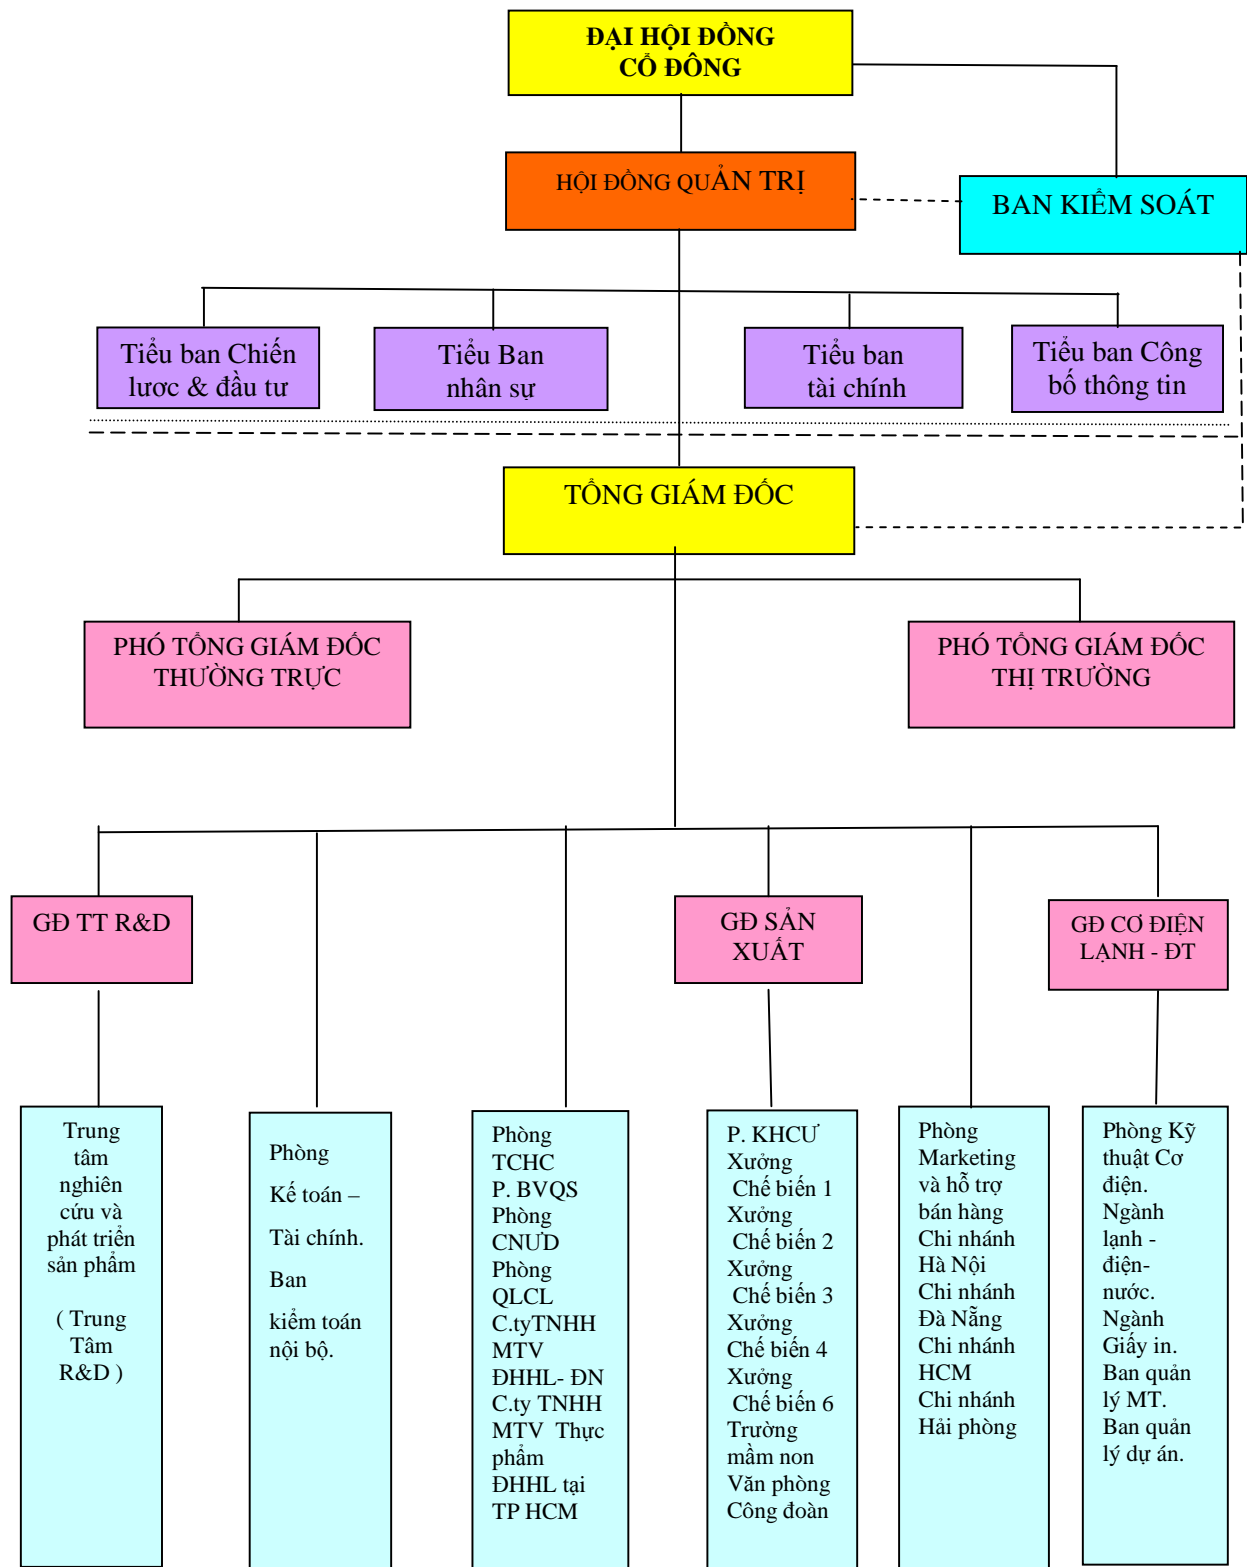 ĐẠI HỘI ĐỒNG
CỔ ĐÔNG
HỘI ĐỒNG QUẢN TRỊ
BAN KIỂM SOÁT
Tiểu ban Chiến
lươc & đầu tư
Tiểu Ban
nhân sự
Tiểu ban
tài chính
Tiểu ban Công
bố thông tin
TỔNG GIÁM ĐỐC
PHÓ TỔNG GIÁM ĐỐC
THƯỜNG TRỰC
PHÓ TỔNG GIÁM ĐỐC
THỊ TRƯỜNG
GĐ TT R&D
GĐ SẢN
XUẤT
GĐ CƠ ĐIỆN
LẠNH - ĐT
Trung
tâm
nghiên
cứu và
phát triển
sản phẩm
( Trung
Tâm
R&D )
Phòng
Kế toán –
Tài chính.
Ban
kiểm toán
nội bộ.
Phòng
TCHC
P. BVQS
Phòng
CNƯD
Phòng
QLCL
C.tyTNHH
MTV
ĐHHL- ĐN
C.ty TNHH
MTV Thực
phẩm
ĐHHL tại
TP HCM
P. KHCƯ
Xưởng
Chế biến 1
Xưởng
Chế biến 2
Xưởng
Chế biến 3
Xưởng
Chế biến 4
Xưởng
Chế biến 6
Trường
mầm non
Văn phòng
Công đoàn
Phòng
Marketing
và hỗ trợ
bán hàng
Chi nhánh
Hà Nội
Chi nhánh
Đà Nẵng
Chi nhánh
HCM
Chi nhánh
Hải phòng
Phòng Kỹ
thuật Cơ
điện.
Ngành
lạnh -
điện-
nước.
Ngành
Giấy in.
Ban quản
lý MT.
Ban quản
lý dự án.